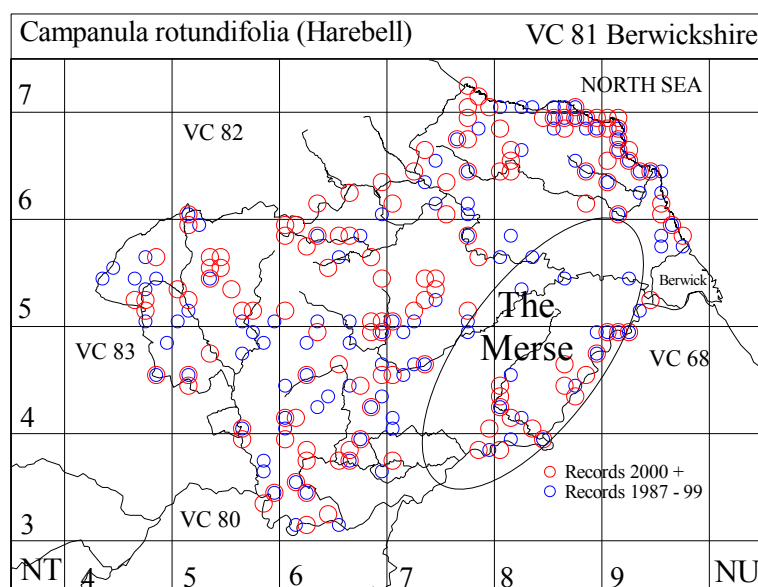 Campanula rotundifolia (Harebell) VC 81 Berwickshire
7
NORTH SEA
VC 82
6
The
Merse
Berwick
5
VC 83
VC 68
4
Records 2000 +
Records 1987 - 99
VC 80
3
NT 4 5 6 7 8 9 NU